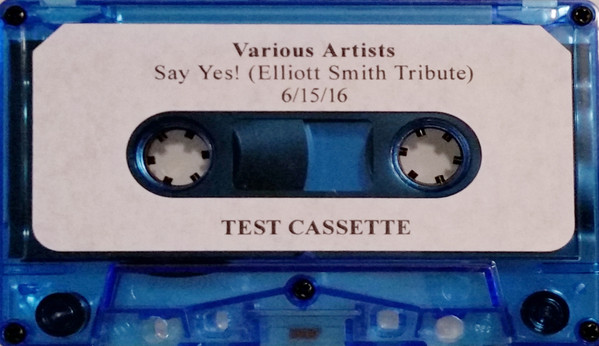 Various Artists
Say Yes! (Elliott Smith Tribute)
6/15/16
TEST CASSETTE